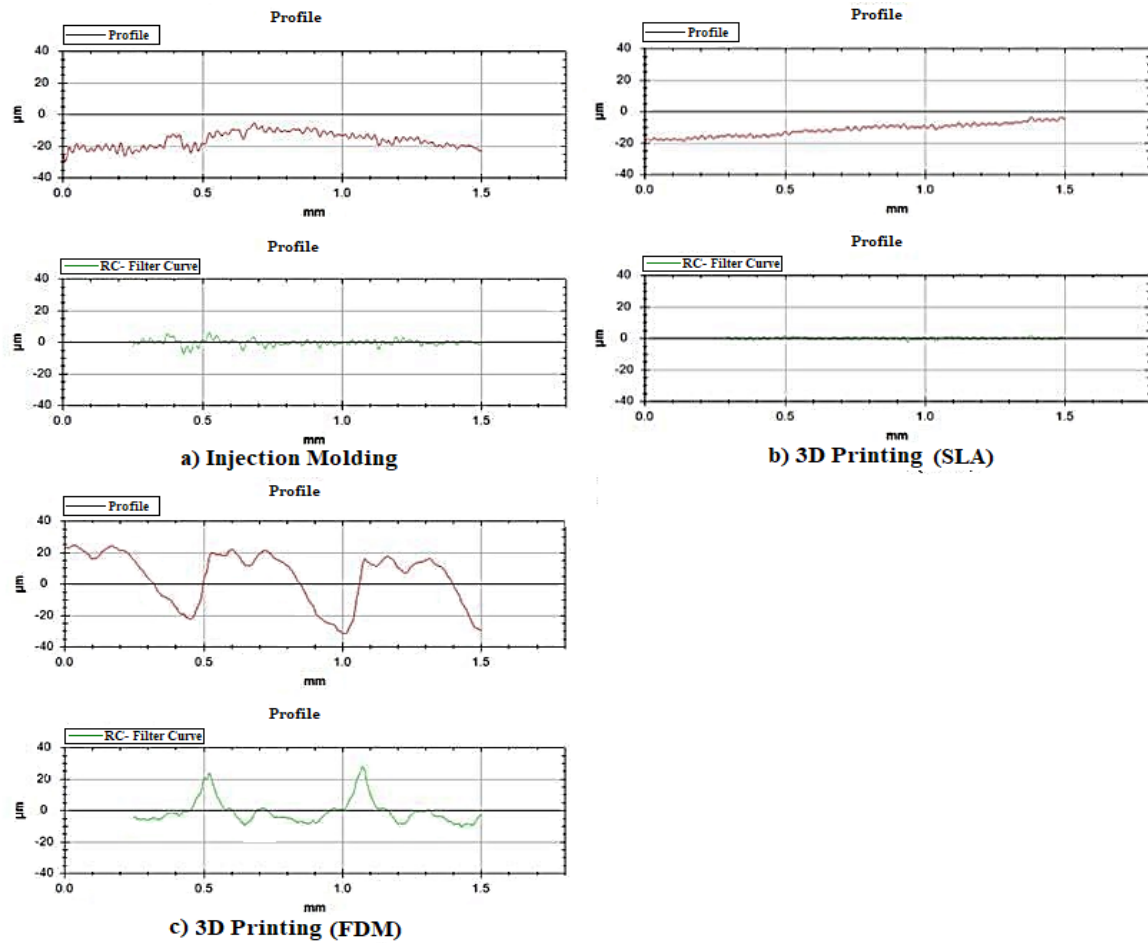 Profile
Profile
40
20
0
-20
-40
µm
0.0 0.5 1.0 1.5
mm
Profile
RC- Filter Curve
40
20
0
-20
-40
µm
0.0 0.5 1.0 1.5
mm
a) Injection Molding
Profile
Profile
40
20
0
-20
-40
µm
0.0 0.5 1.0 1.5
mm
Profile
RC- Filter Curve
40
20
0
-20
-40
µm
0.0 0.5 1.0 1.5
mm
b) 3D Printing (SLA)
Profile
Profile
40
20
0
-20
-40
µm
0.0 0.5 1.0 1.5
mm
Profile
RC- Filter Curve
40
20
0
-20
-40
µm
0.0 0.5 1.0 1.5
mm
c) 3D Printing (FDM)